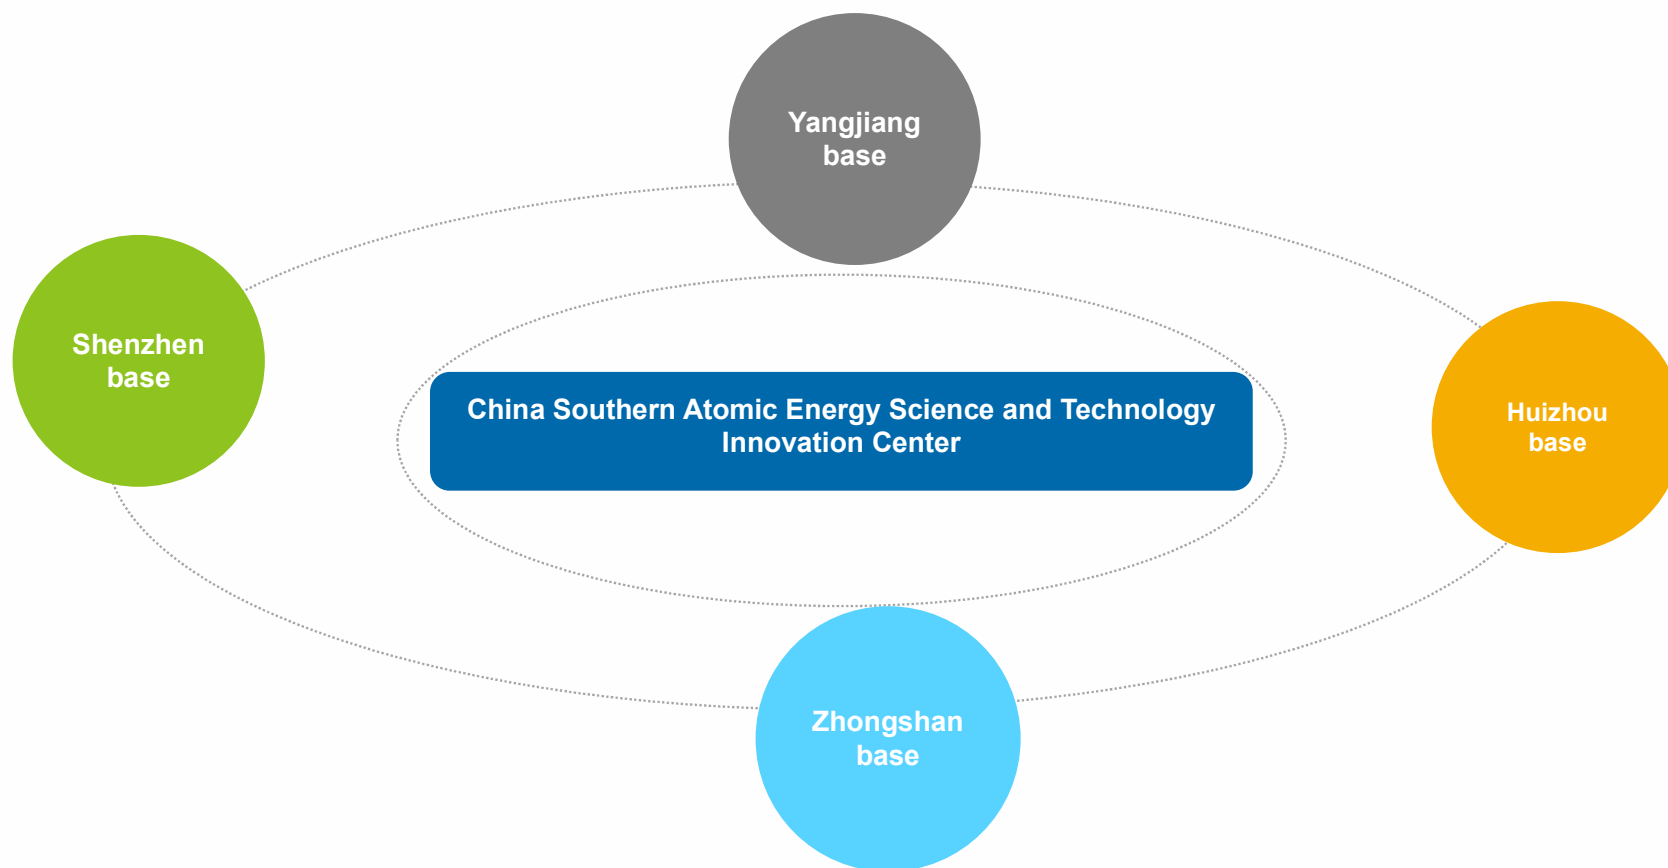 Yangjiang
base
Shenzhen
base
China Southern Atomic Energy Science and Technology
Innovation Center
Huizhou
base
Zhongshan
base